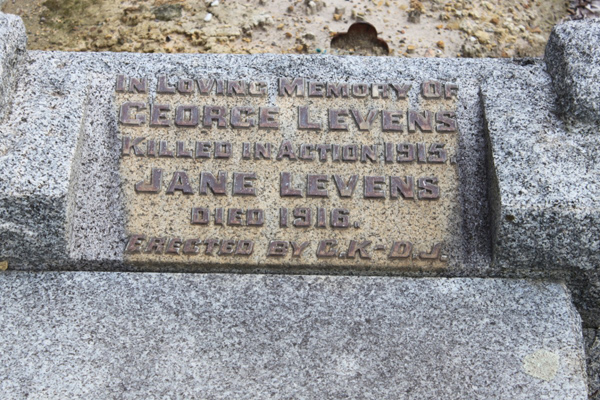 IN LOVING MEMORY OF
GEORGE LEVENS
KILLED IN ACTION 1915.
JANE LEVENS
DIED 1916.
ERECTED BY C.K-D.J.